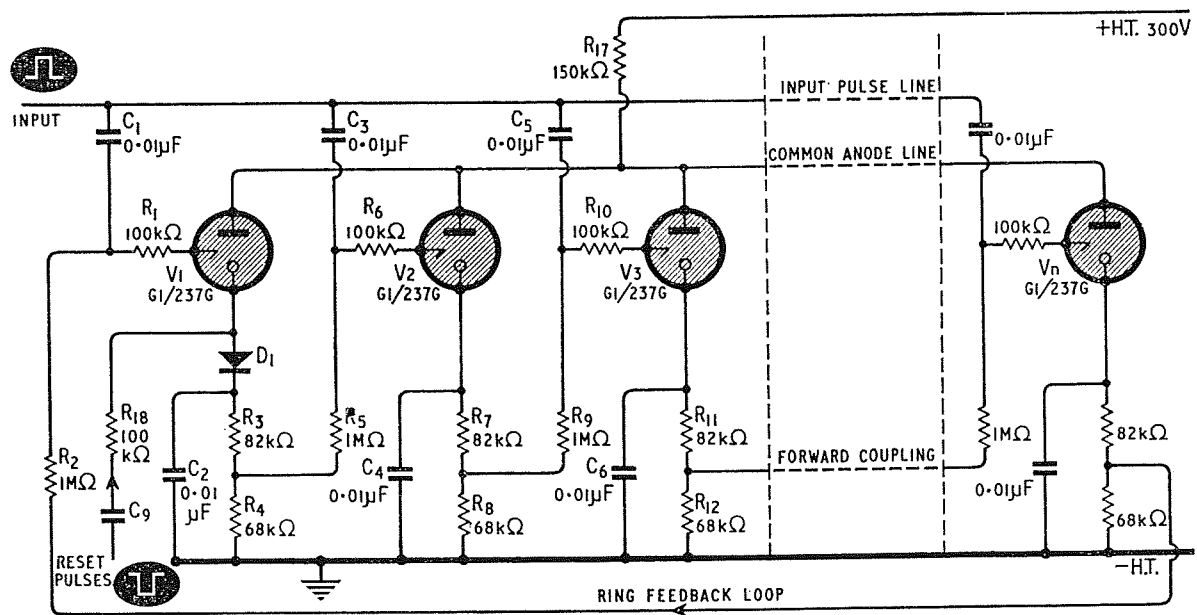 +H.T. 300V
R17
150kΩ
INPUT PULSE LINE
INPUT
C1
0·01μF
C3
0·01μF
C5
0·01μF
0·01μF
COMMON ANODE LINE
R1
100kΩ
R6
100kΩ
R10
100kΩ
100kΩ
V1
G1/237G
V2
G1/237G
V3
G1/237G
Vn
G1/237G
D1
R18
100
kΩ
R3
82kΩ
R5
1MΩ
R7
82kΩ
R9
1MΩ
R11
82kΩ
1MΩ
82kΩ
R2
1MΩ
C2
0·01
μF
C4
0·01μF
C6
0·01μF
FORWARD COUPLING
0·01μF
C9
R4
68kΩ
R8
68kΩ
R12
68kΩ
68kΩ
RESET
PULSES
-H.T.
RING FEEDBACK LOOP